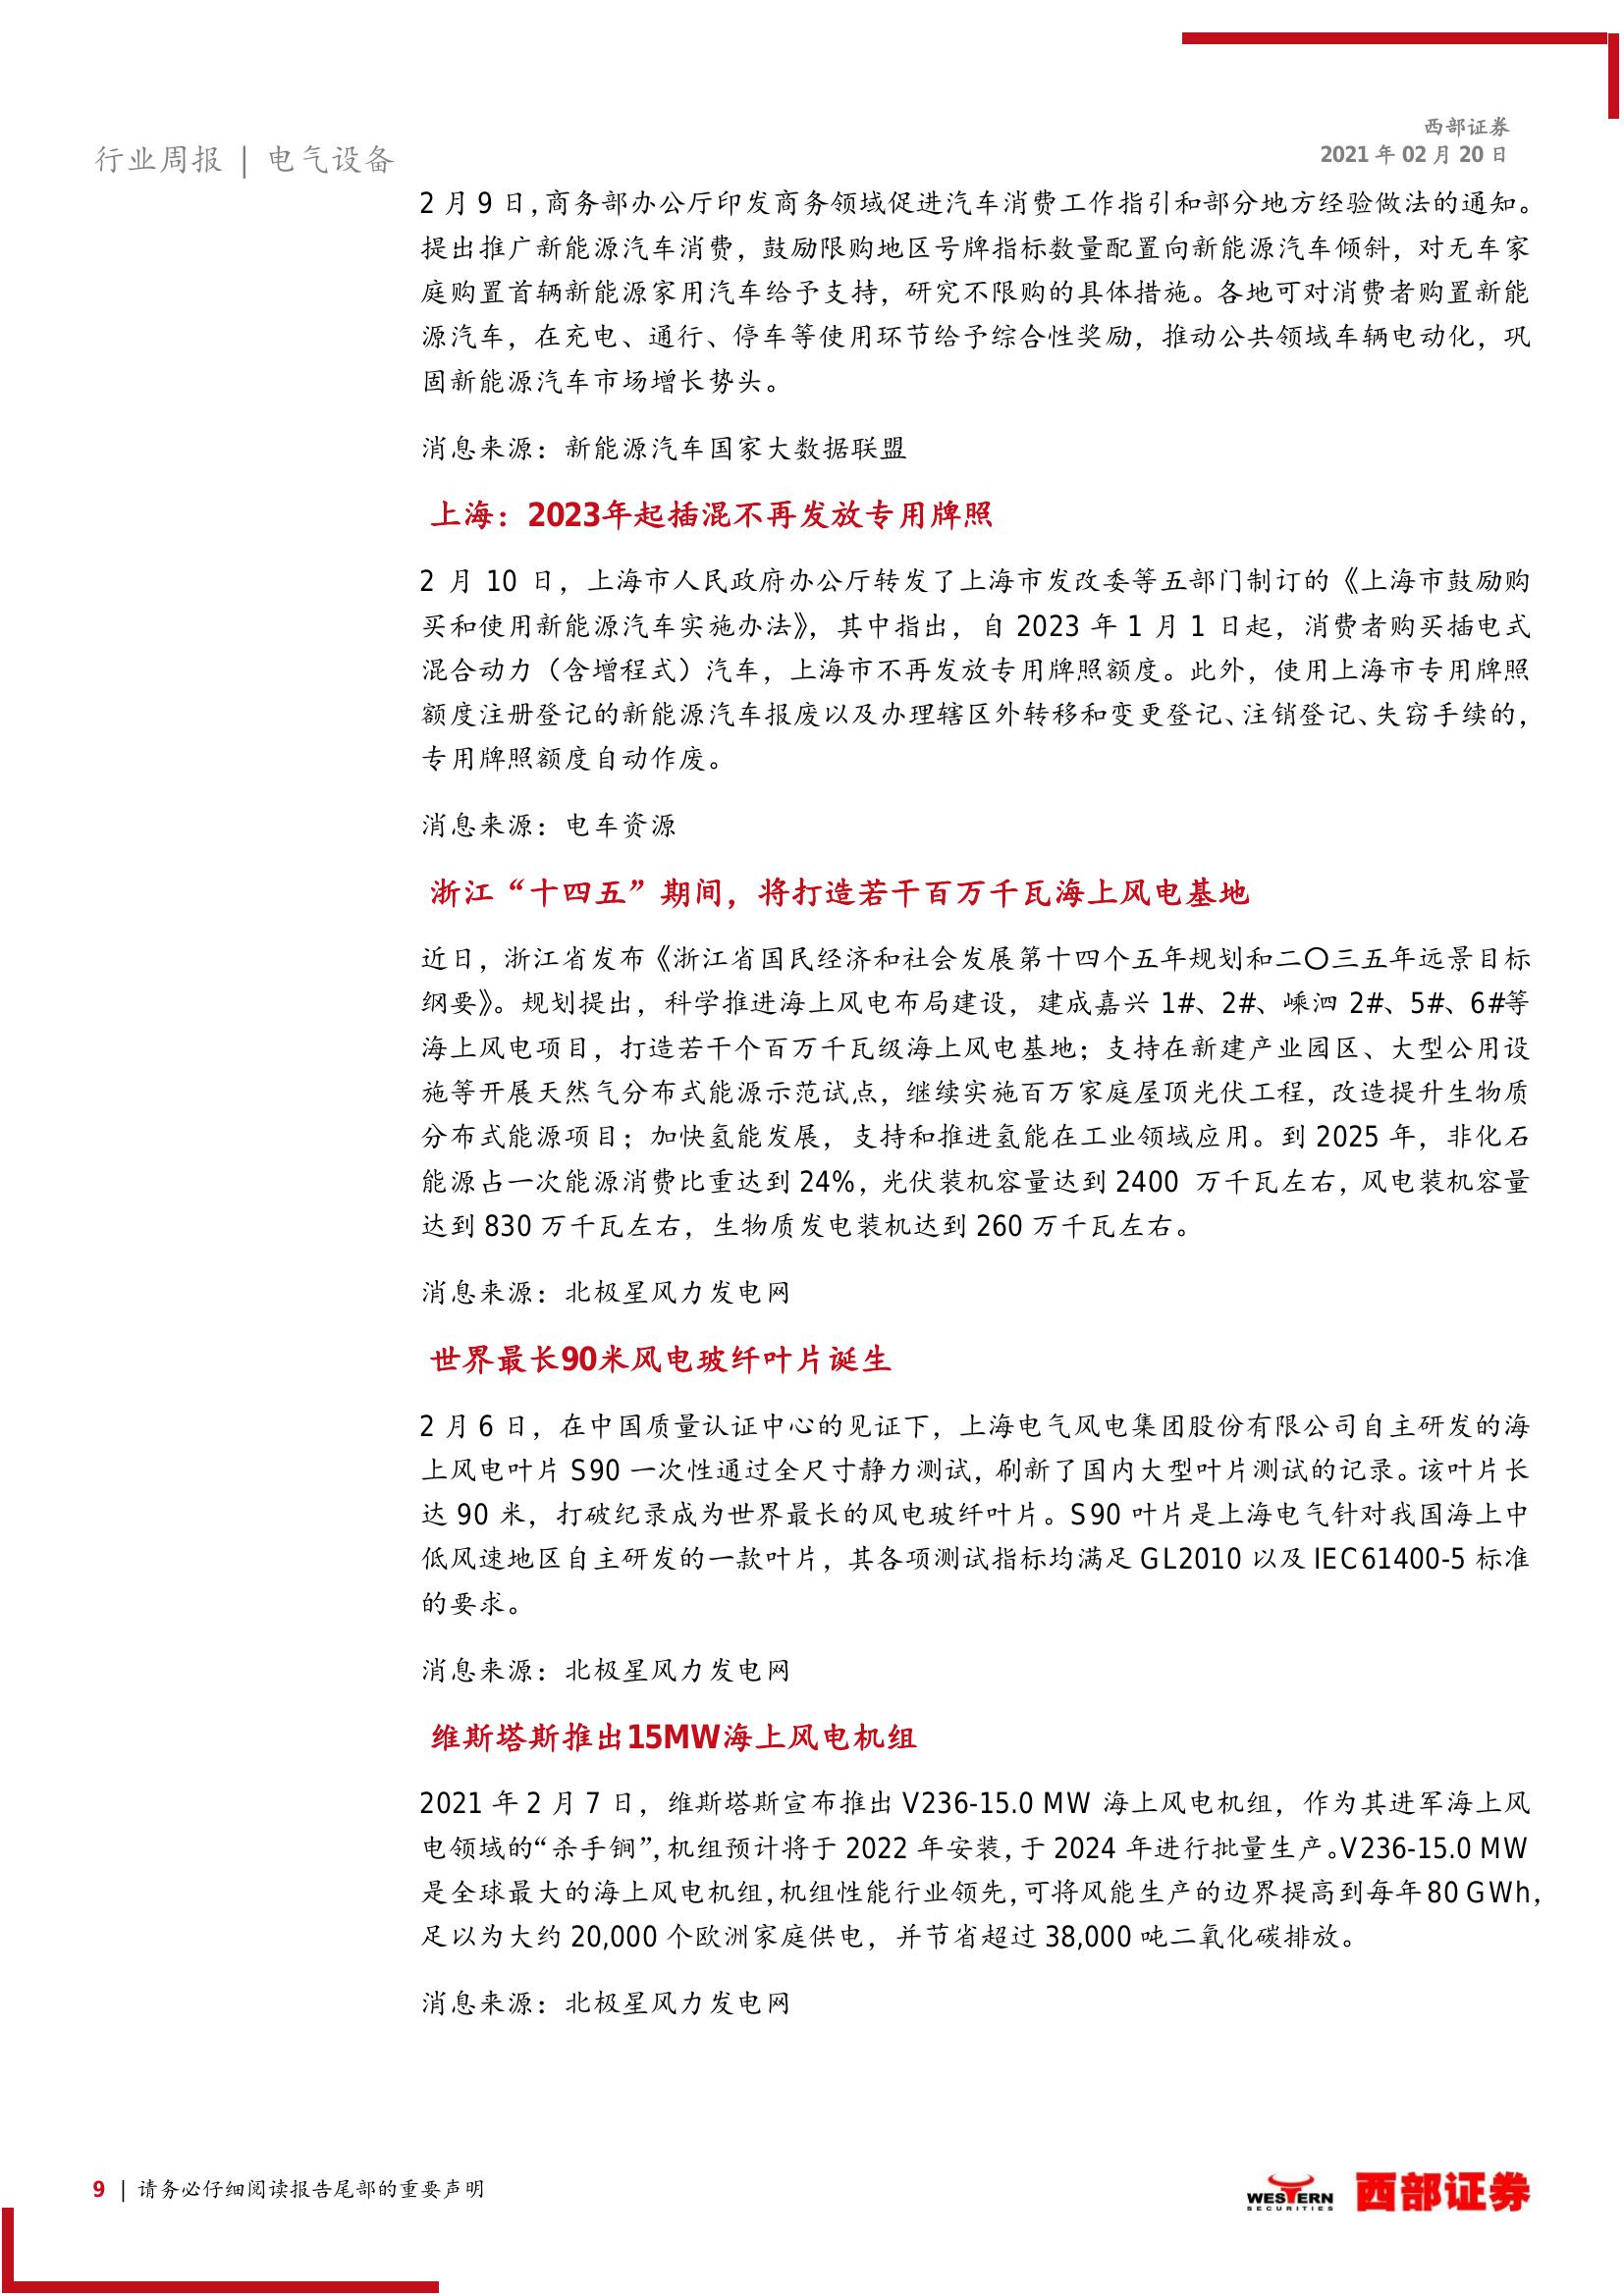 西部证券
2021 年 02 月 20 日
行业周报 | 电气设备
2 月 9 日，商务部办公厅印发商务领域促进汽车消费工作指引和部分地方经验做法的通知。
提出推广新能源汽车消费，鼓励限购地区号牌指标数量配置向新能源汽车倾斜，对无车家
庭购置首辆新能源家用汽车给予支持，研究不限购的具体措施。各地可对消费者购置新能
源汽车，在充电、通行、停车等使用环节给予综合性奖励，推动公共领域车辆电动化，巩
固新能源汽车市场增长势头。
消息来源：新能源汽车国家大数据联盟
上海：2023年起插混不再发放专用牌照
2 月 10 日，上海市人民政府办公厅转发了上海市发改委等五部门制订的《上海市鼓励购
买和使用新能源汽车实施办法》，其中指出，自 2023 年 1 月 1 日起，消费者购买插电式
混合动力（含增程式）汽车，上海市不再发放专用牌照额度。此外，使用上海市专用牌照
额度注册登记的新能源汽车报废以及办理辖区外转移和变更登记、注销登记、失窃手续的，
专用牌照额度自动作废。
消息来源：电车资源
浙江“十四五”期间，将打造若干百万千瓦海上风电基地
近日，浙江省发布《浙江省国民经济和社会发展第十四个五年规划和二〇三五年远景目标
纲要》。规划提出，科学推进海上风电布局建设，建成嘉兴 1#、2#、嵊泗 2#、5#、6#等
海上风电项目，打造若干个百万千瓦级海上风电基地；支持在新建产业园区、大型公用设
施等开展天然气分布式能源示范试点，继续实施百万家庭屋顶光伏工程，改造提升生物质
分布式能源项目；加快氢能发展，支持和推进氢能在工业领域应用。到 2025 年，非化石
能源占一次能源消费比重达到 24%，光伏装机容量达到 2400 万千瓦左右，风电装机容量
达到 830 万千瓦左右，生物质发电装机达到 260 万千瓦左右。
消息来源：北极星风力发电网
世界最长90米风电玻纤叶片诞生
2 月 6 日，在中国质量认证中心的见证下，上海电气风电集团股份有限公司自主研发的海
上风电叶片 S90 一次性通过全尺寸静力测试，刷新了国内大型叶片测试的记录。该叶片长
达 90 米，打破纪录成为世界最长的风电玻纤叶片。S90 叶片是上海电气针对我国海上中
低风速地区自主研发的一款叶片，其各项测试指标均满足 GL2010 以及 IEC61400-5 标准
的要求。
消息来源：北极星风力发电网
维斯塔斯推出15MW海上风电机组
2021 年 2 月 7 日，维斯塔斯宣布推出 V236-15.0 MW 海上风电机组，作为其进军海上风
电领域的“杀手锏”，机组预计将于 2022 年安装，于 2024 年进行批量生产。V236-15.0 MW
是全球最大的海上风电机组，机组性能行业领先，可将风能生产的边界提高到每年 80 GWh，
足以为大约 20,000 个欧洲家庭供电，并节省超过 38,000 吨二氧化碳排放。
消息来源：北极星风力发电网
9 | 请务必仔细阅读报告尾部的重要声明
WESTERN
SECURITIES
西部证券